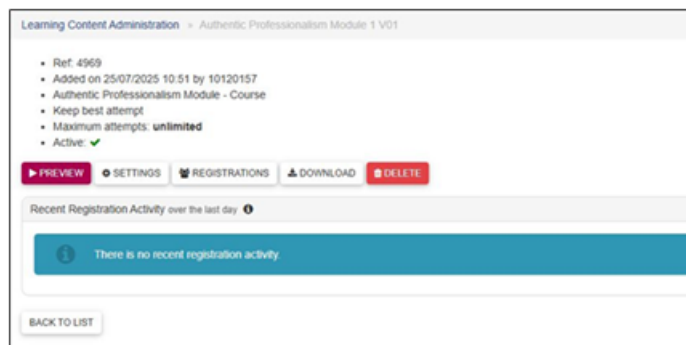 Learning Content Administration » Authentic Professionalism Module 1 V01
Ref: 4969
Added on 25/07/2025 10:51 by 10120157
Authentic Professionalism Module - Course
Keep best attempt
Maximum attempts: unlimited
Active:
PREVIEW SETTINGS REGISTRATIONS DOWNLOAD DELETE
Recent Registration Activity over the last day
There is no recent registration activity.
BACK TO LIST